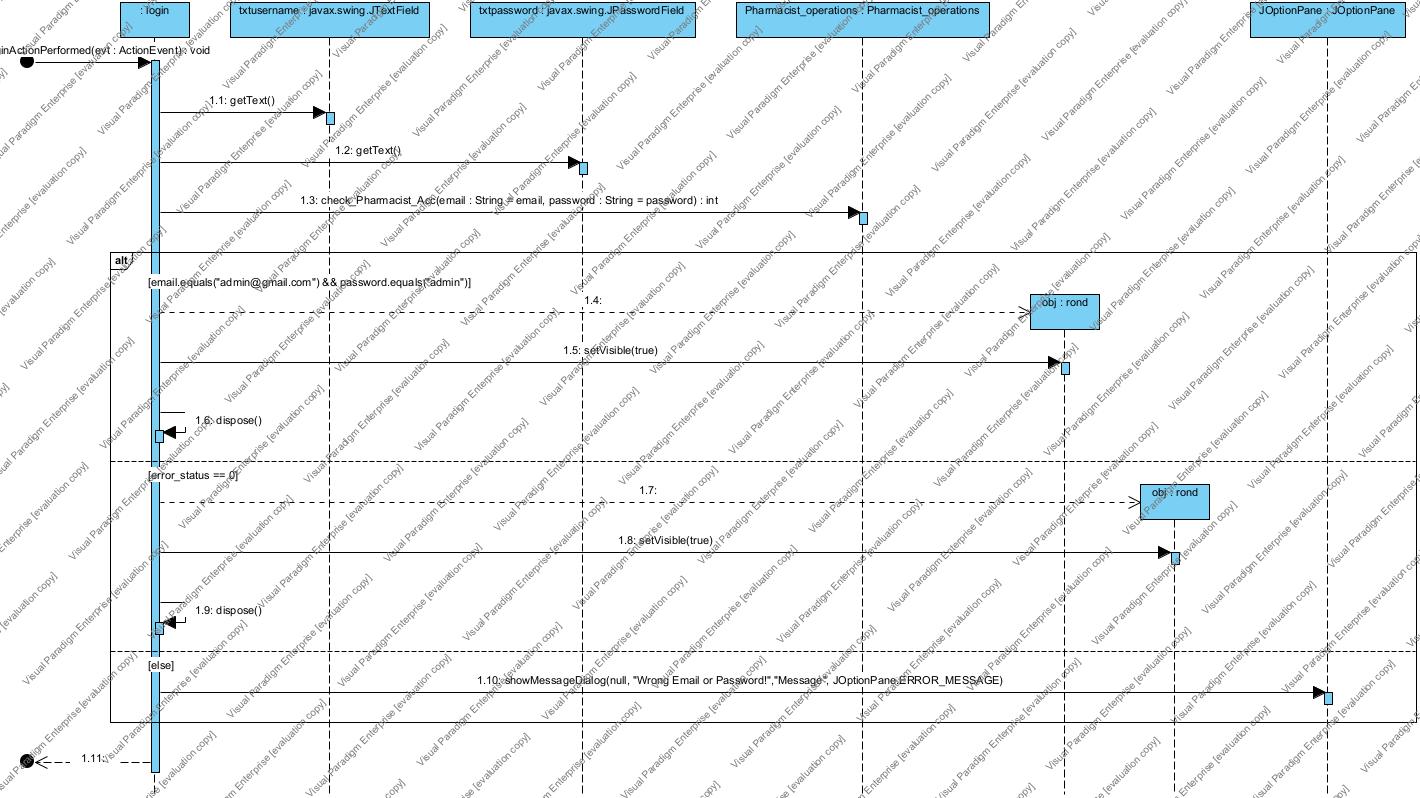 : login
txtusername : javax.swing.JTextField
txtpassword : javax.swing.JPasswordField
Pharmacist_operations : Pharmacist_operations
JOptionPane : JOptionPane
inActionPerformed(evt : ActionEvent) : void
1.1: getText()
1.2: getText()
1.3: check_Pharmacist_Acc(email : String = email, password : String = password) : int
alt
[email.equals("admin@gmail.com") && password.equals("admin")]
1.4:
obj : rond
1.5: setVisible(true)
1.6: dispose()
[error_status == 0]
1.7:
obj : rond
1.8: setVisible(true)
1.9: dispose()
[else]
1.10: showMessageDialog(null, "Wrong Email or Password!","Message", JOptionPane.ERROR_MESSAGE)
1.11:
Visual Paradigm Enterprise [evaluation copy]